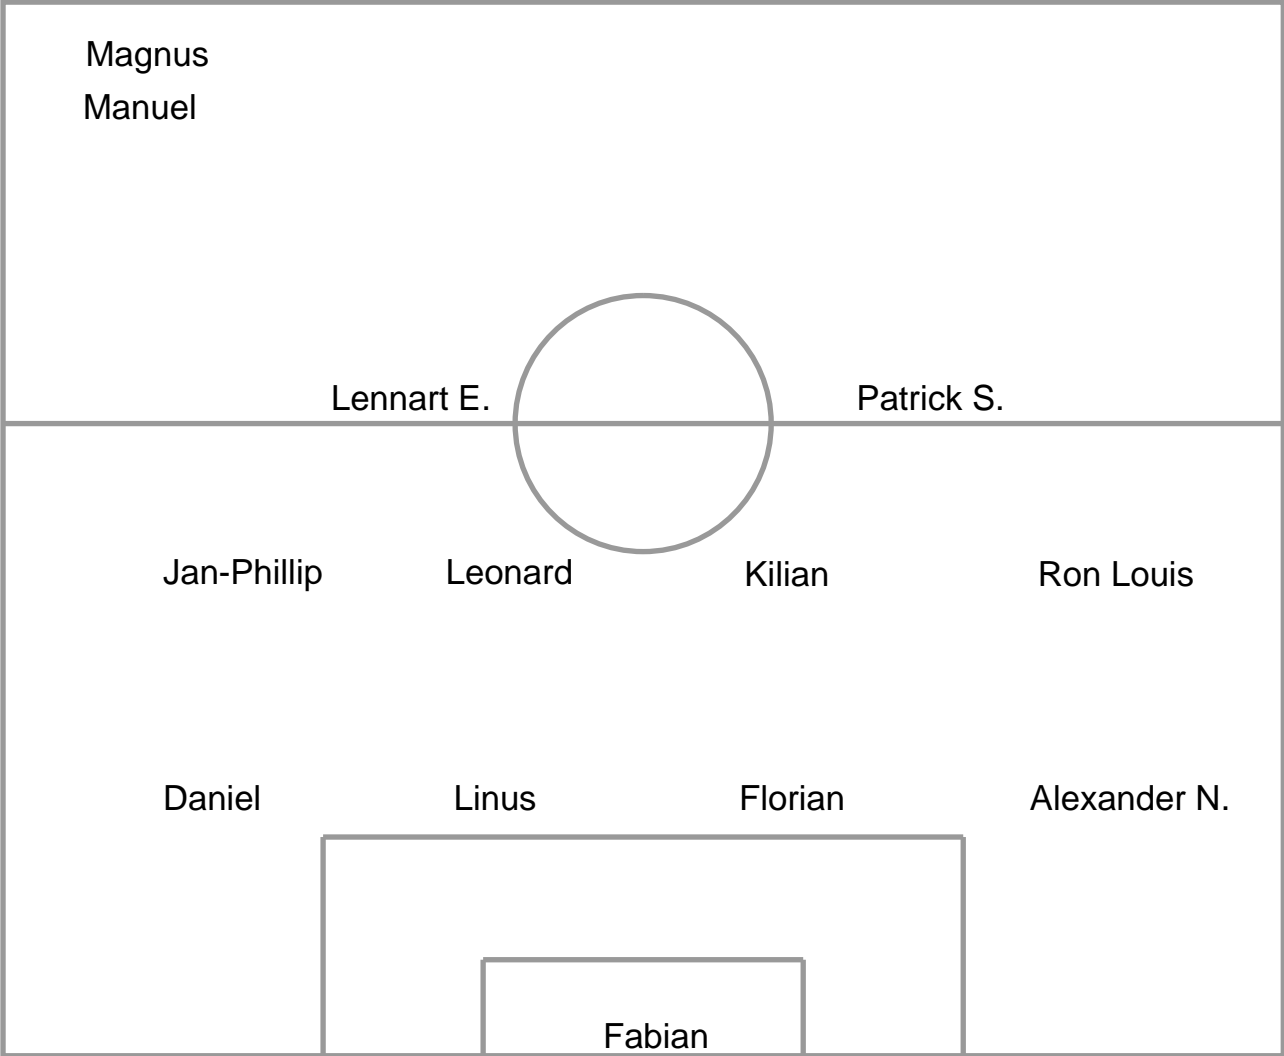 Magnus
Manuel
Lennart E. Patrick S.
Jan-Phillip Leonard Kilian Ron Louis
Daniel Linus Florian Alexander N.
Fabian